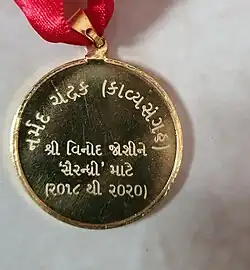 નર્મદ ચંદ્રક (કાવ્યસંગ્રહ)
શ્રી વિનોદ જોશીને
'સૈરન્ધ્રી' માટે
(૨૦૧૮ થી ૨૦૨૦)